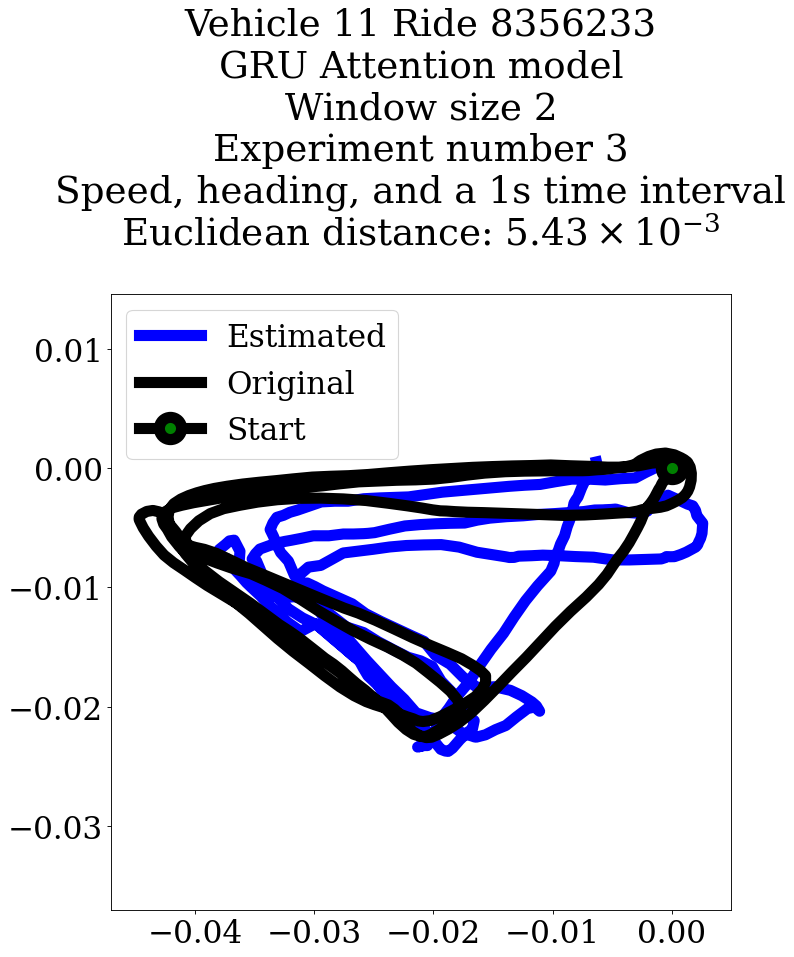 Vehicle 11 Ride 8356233
GRU Attention model
Window size 2
Experiment number 3
Speed, heading, and a 1s time interval
Euclidean distance: 5.43 × 10⁻³
Estimated
Original
Start
0.01
0.00
−0.01
−0.02
−0.03
−0.04 −0.03 −0.02 −0.01 0.00